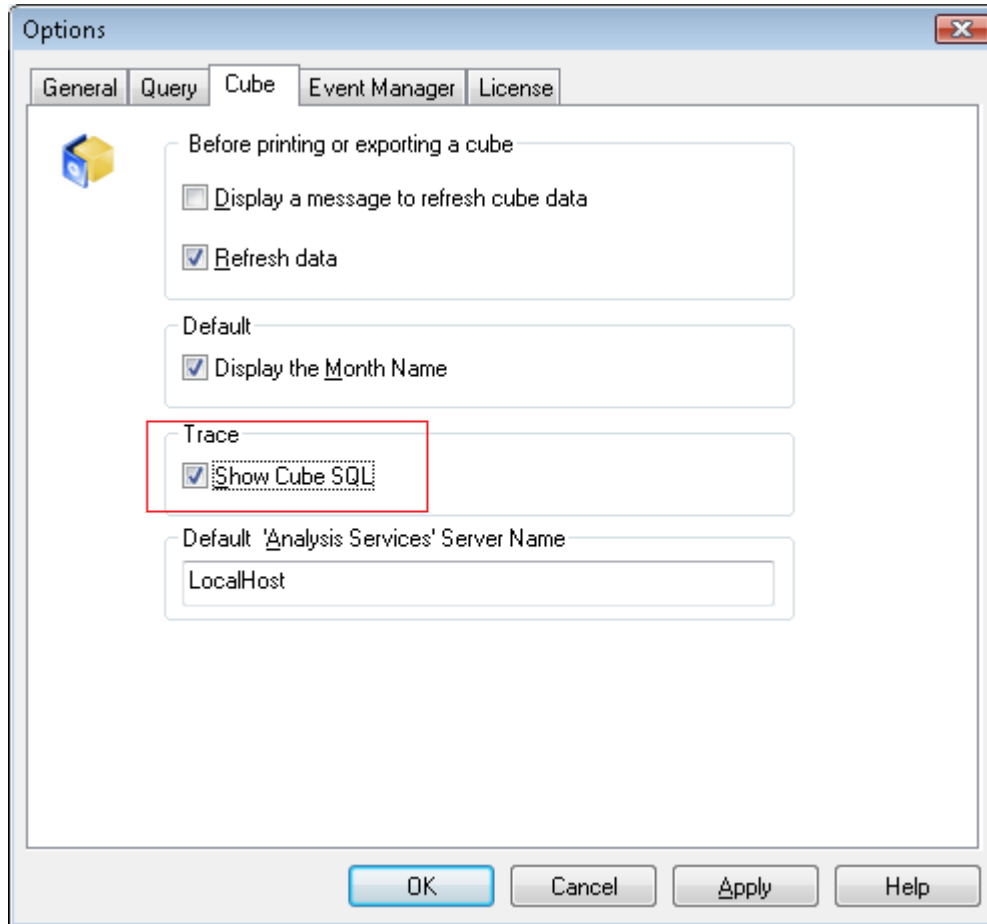 Options
General Query Cube Event Manager License
Before printing or exporting a cube
Display a message to refresh cube data
Refresh data
Default
Display the Month Name
Trace
Show Cube SQL
Default 'Analysis Services' Server Name
LocalHost
OK Cancel Apply Help